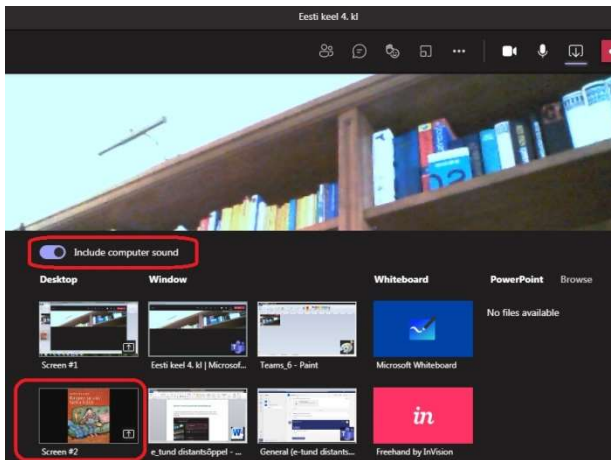 Eesti keel 4. kl
Include computer sound
Desktop Window Whiteboard PowerPoint Browse
No files available
Screen #1 Eesti keel 4. kl | Microsof... Teams_6 - Paint Microsoft Whiteboard
in
Screen #2 e_tund distantsõppel - ... General (e-tund distants... Freehand by InVision